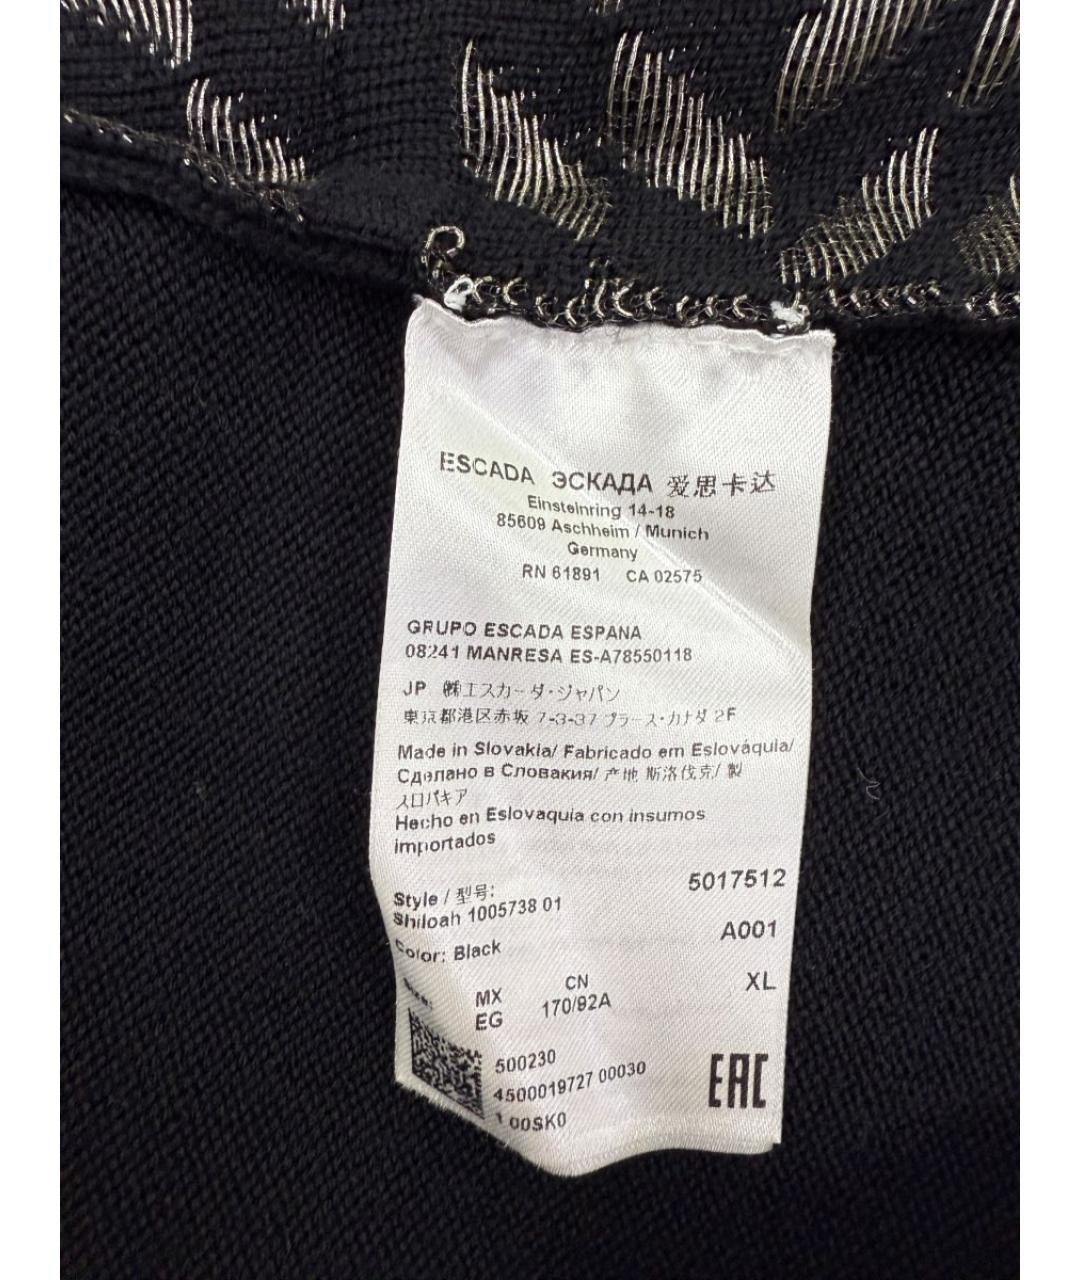 ESCADA ЭСКАДА 爱思卡达
Einsteinring 14-18
85609 Aschheim / Munich
Germany
RN 61891 CA 02575
GRUPO ESCADA ESPANA
08241 MANRESA ES-A78550118
JP ㈱エスカーダ・ジャパン
東京都港区赤坂 7-3-37 プラース・カナダ 2F
Made in Slovakia/ Fabricado em Eslováquia/
Сделано в Словакия/ 产地 斯洛伐克/ 製
スロバキア
Hecho en Eslovaquia con insumos
importados
Style / 型号: 5017512
Shiloah 1005738 01
A001
Color: Black
Size: MX CN XL
EG 170/92A
500230
4500019727 00030
1 00SK0
EAC